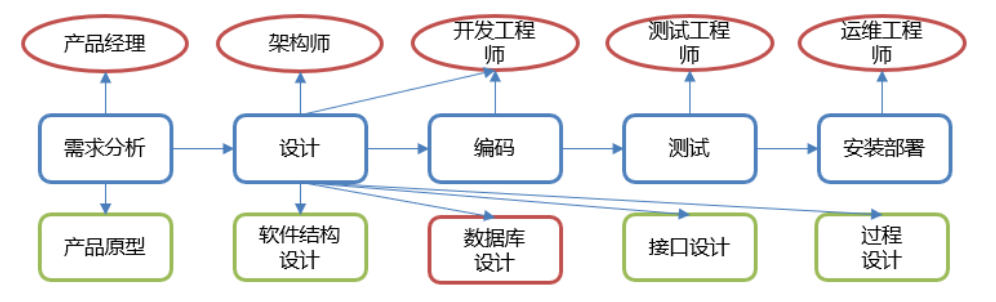 产品经理
架构师
开发工程
师
测试工程
师
运维工程
师
需求分析
设计
编码
测试
安装部署
产品原型
软件结构
设计
数据库
设计
接口设计
过程
设计